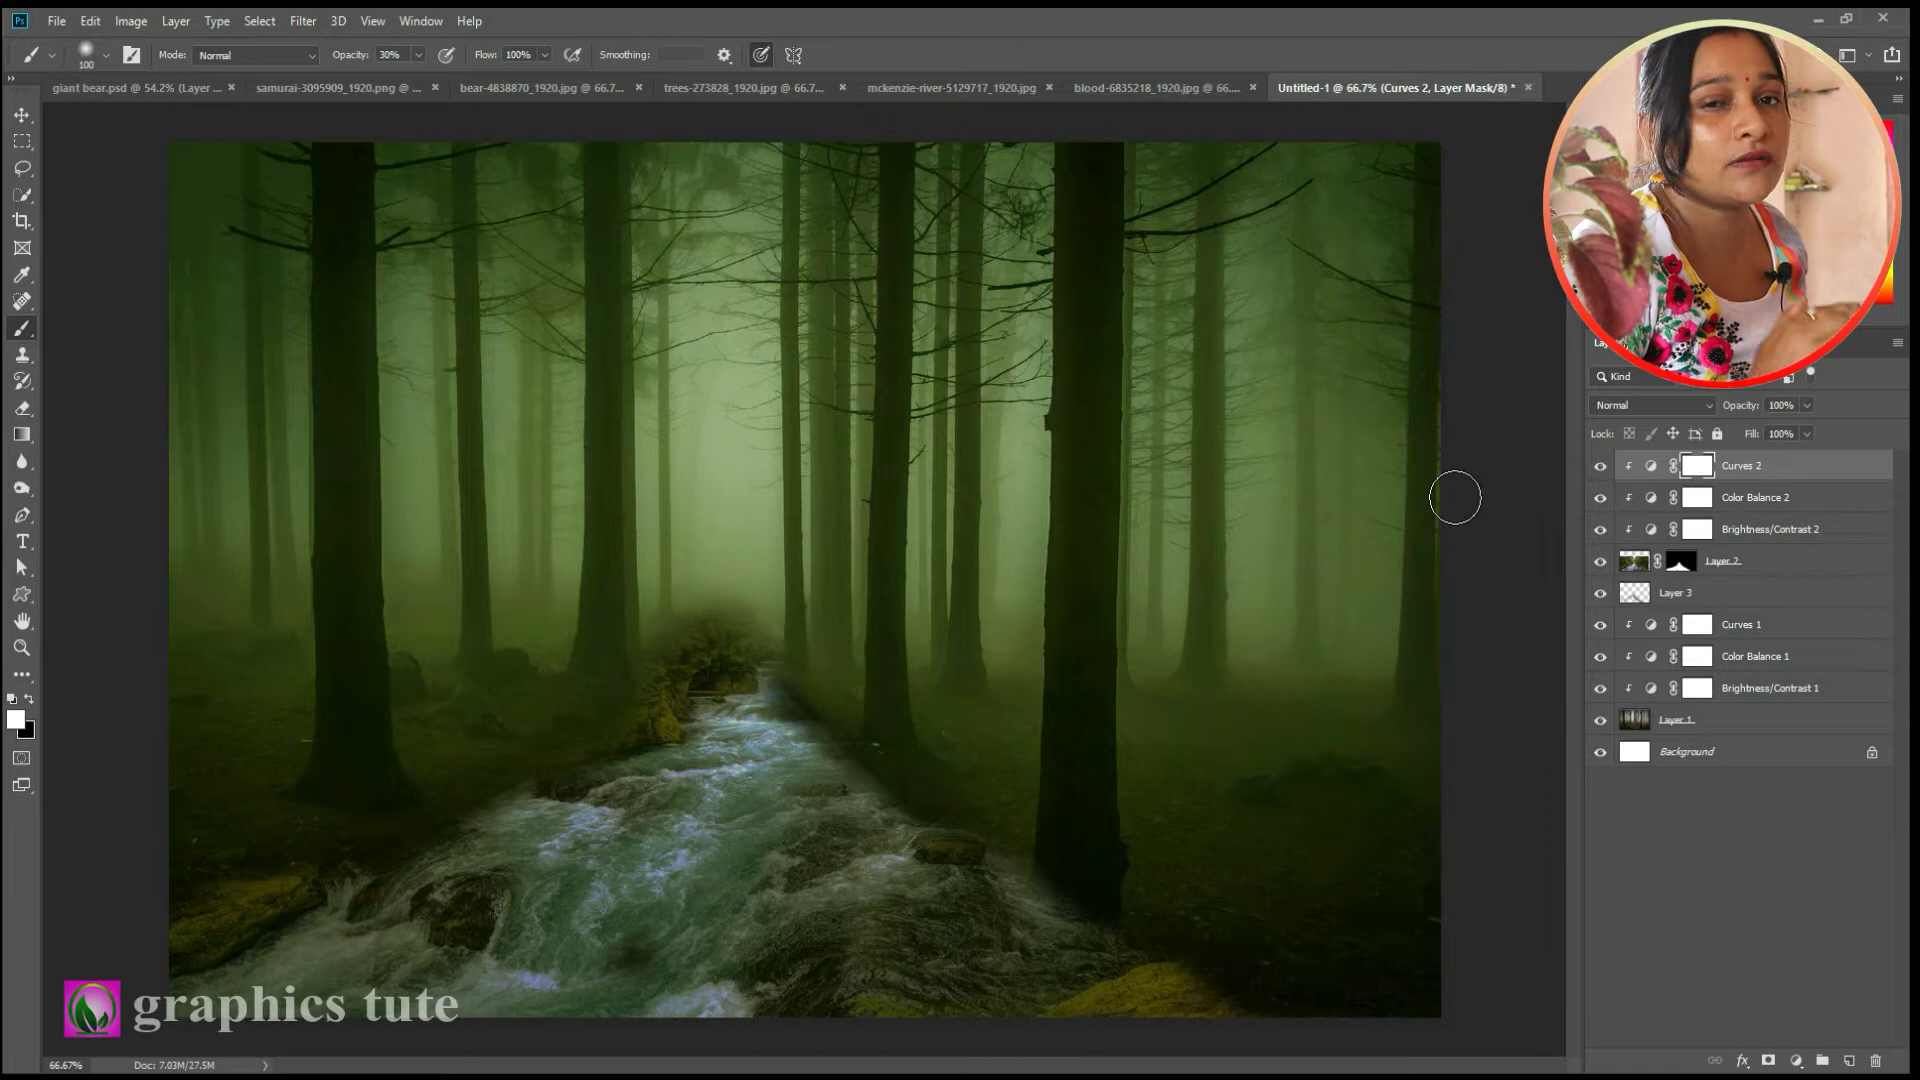 Ps File Edit Image Layer Type Select Filter 3D View Window Help
100 Mode: Normal Opacity: 30% Flow: 100% Smoothing:
giant bear.psd @ 54.2% (Layer ... × samurai-3095909_1920.png @ ... × bear-4838870_1920.jpg @ 66.7... × trees-273828_1920.jpg @ 66.7... × mckenzie-river-5129717_1920.jpg × blood-6835218_1920.jpg @ 66.... × Untitled-1 @ 66.7% (Curves 2, Layer Mask/8) * ×
Kind
Normal Opacity: 100%
Lock: Fill: 100%
Curves 2
Color Balance 2
Brightness/Contrast 2
Layer 2
Layer 3
Curves 1
Color Balance 1
Brightness/Contrast 1
Layer 1
Background
graphics tute
66.67% Doc: 7.03M/27.5M
fx